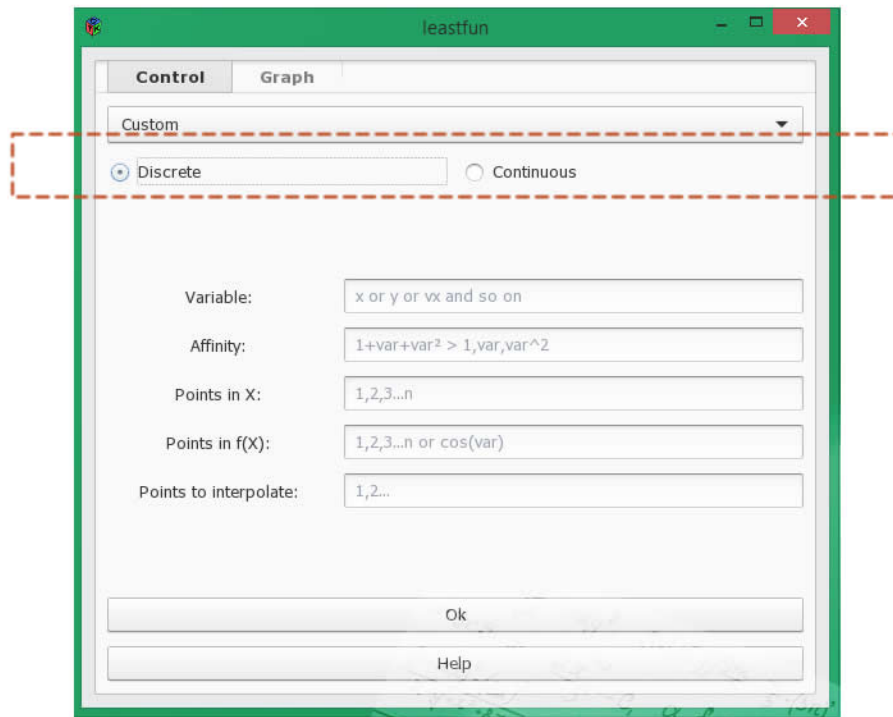 leastfun
Control Graph
Custom
Discrete Continuous
Variable: x or y or vx and so on
Affinity: 1+var+var² > 1,var,var^2
Points in X: 1,2,3...n
Points in f(X): 1,2,3...n or cos(var)
Points to interpolate: 1,2...
Ok
Help